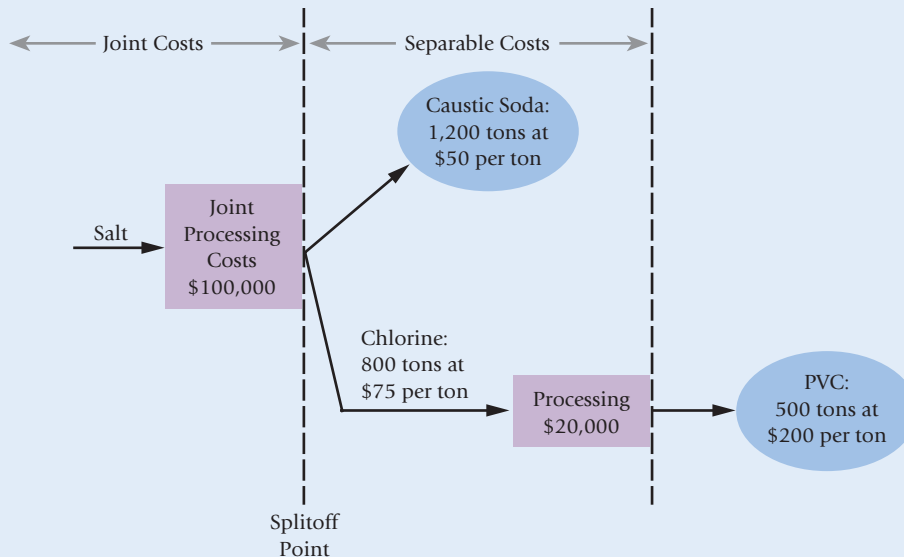 Joint Costs
Separable Costs
Caustic Soda:
1,200 tons at
$50 per ton
Salt
Joint
Processing
Costs
$100,000
Chlorine:
800 tons at
$75 per ton
Processing
$20,000
PVC:
500 tons at
$200 per ton
Splitoff
Point